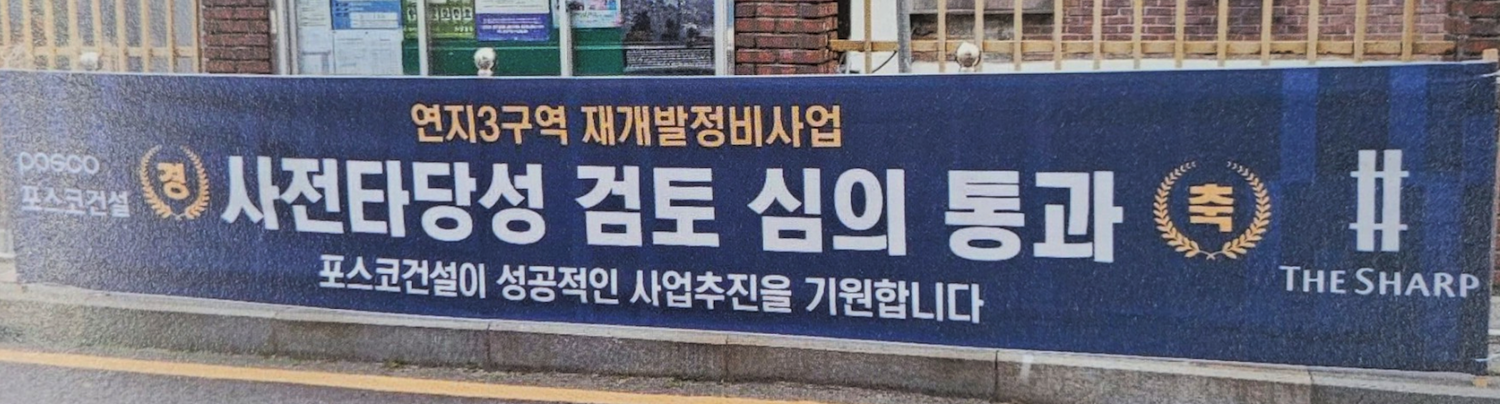 연지3구역 재개발정비사업
posco
포스코건설
경
사전타당성 검토 심의 통과
축
포스코건설이 성공적인 사업추진을 기원합니다
THE SHARP